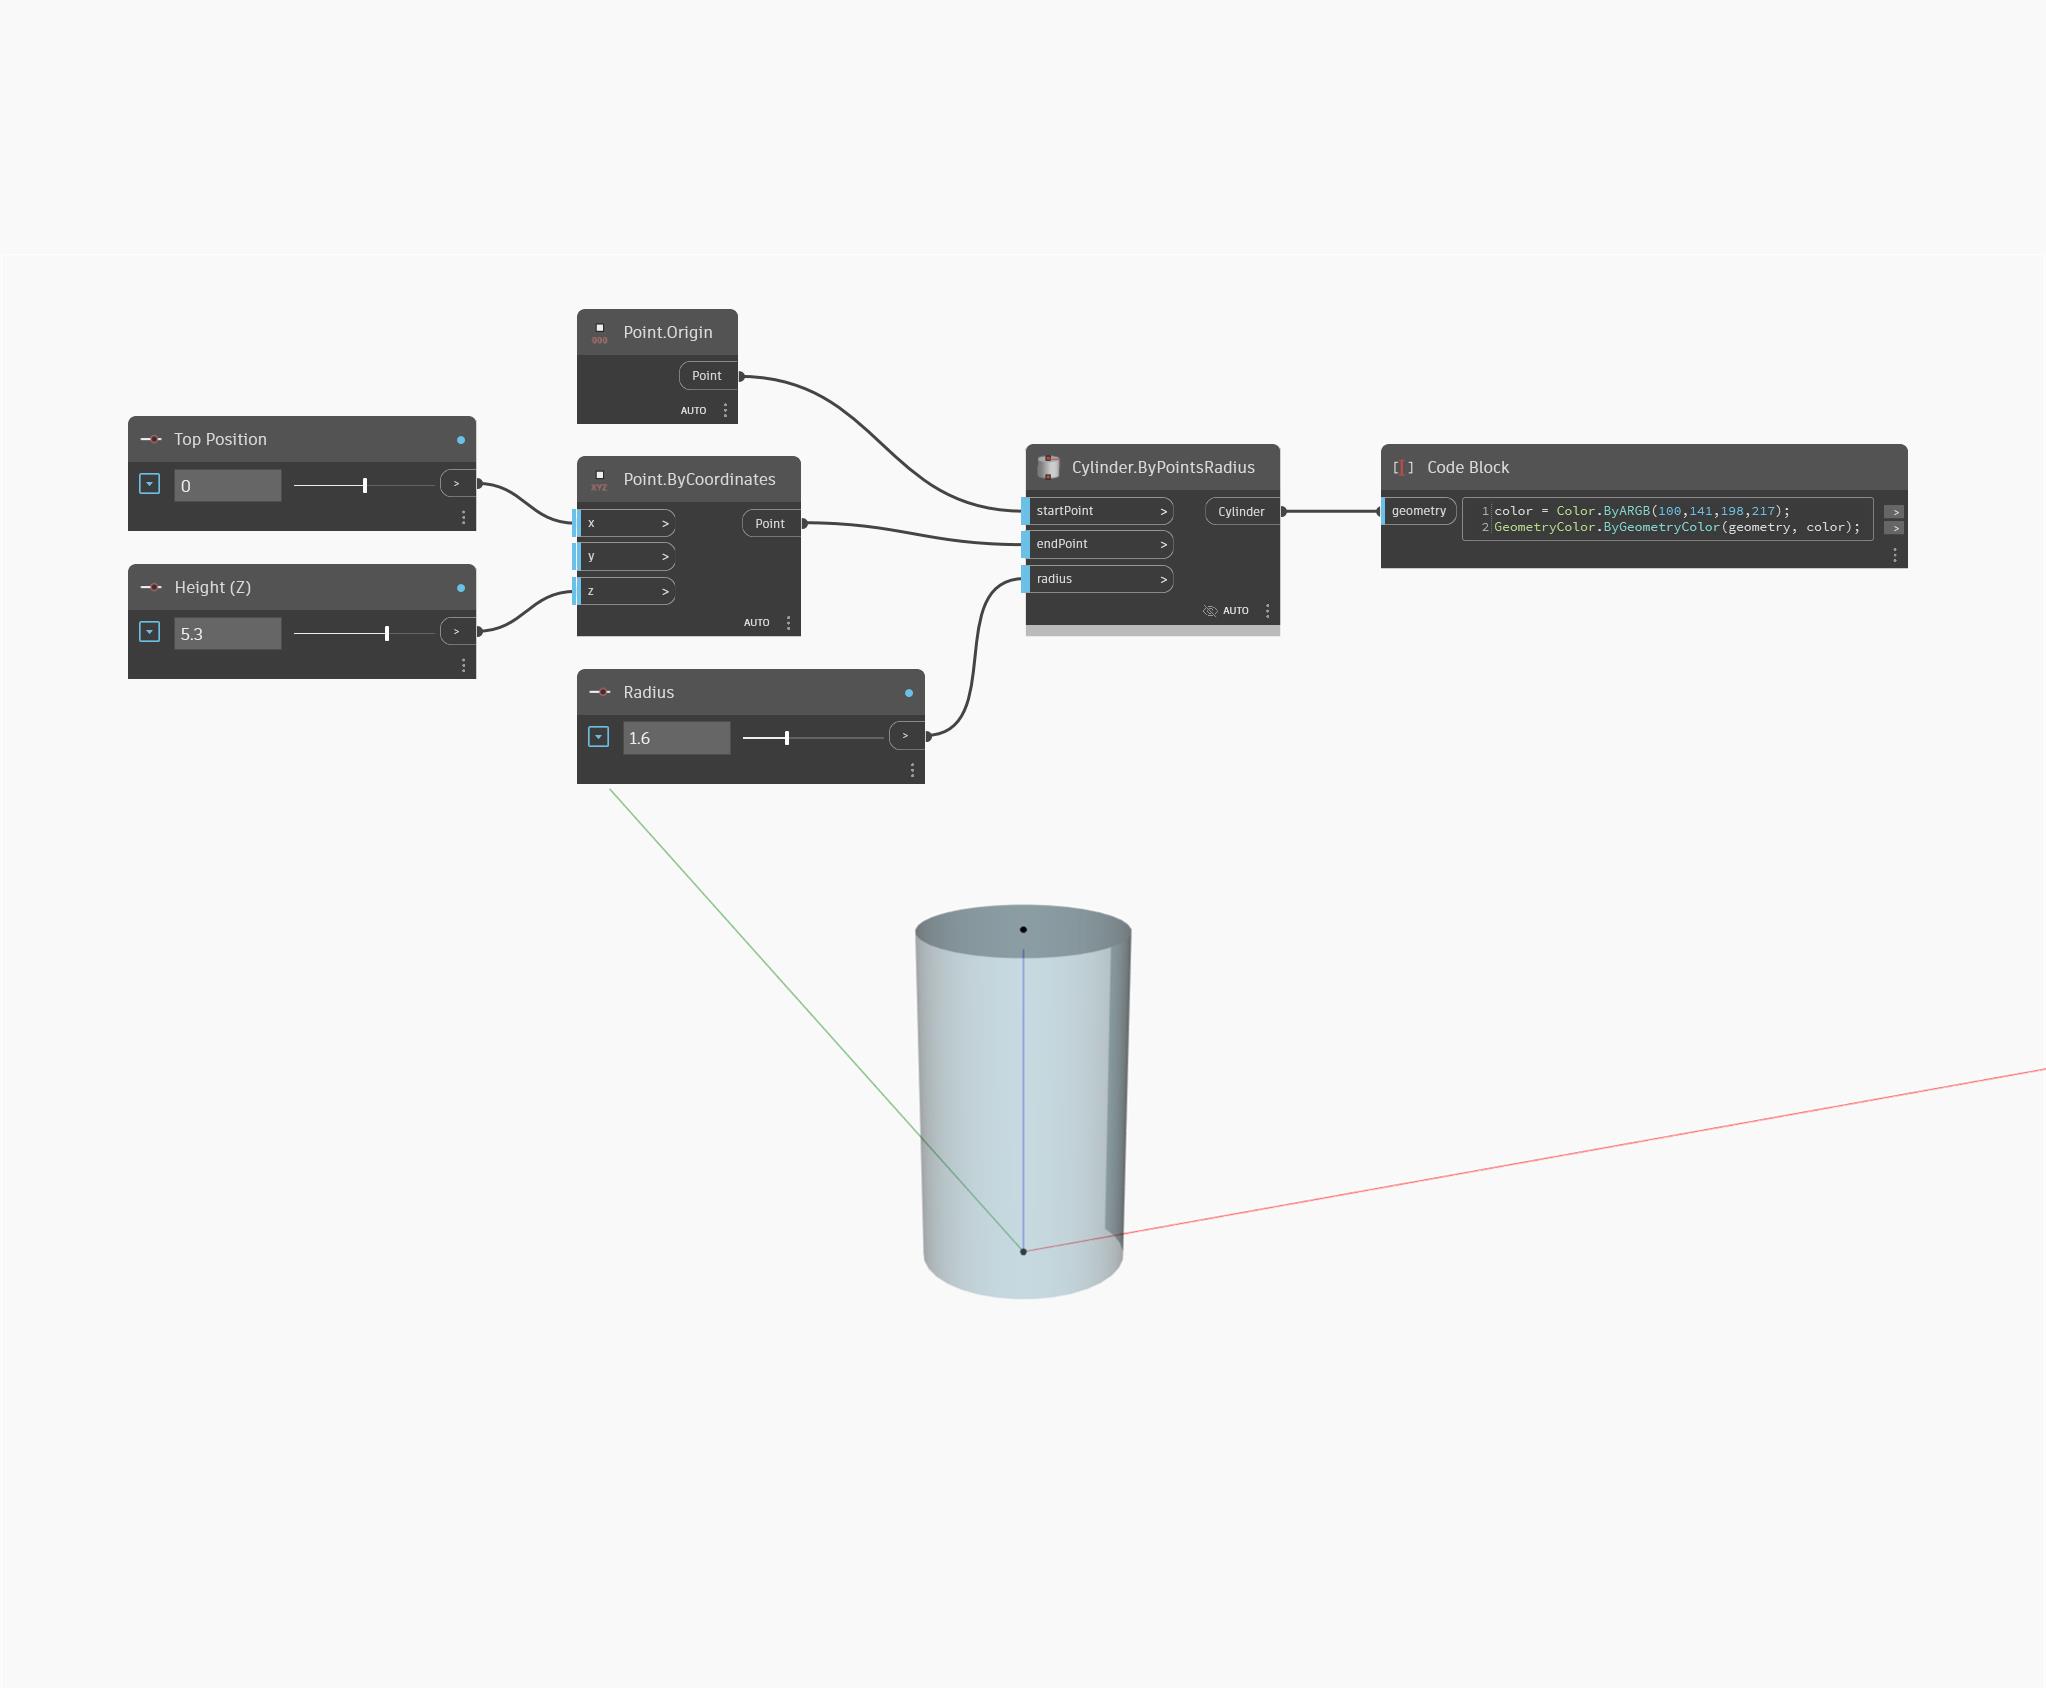 Point.Origin
000
Point
AUTO
Top Position
0
>
Height (Z)
5.3
>
Point.ByCoordinates
XYZ
x >
y >
z >
Point
AUTO
Radius
1.6
>
Cylinder.ByPointsRadius
startPoint >
endPoint >
radius >
Cylinder
AUTO
Code Block
geometry
1 color = Color.ByARGB(100,141,198,217);
2 GeometryColor.ByGeometryColor(geometry, color);
>
>